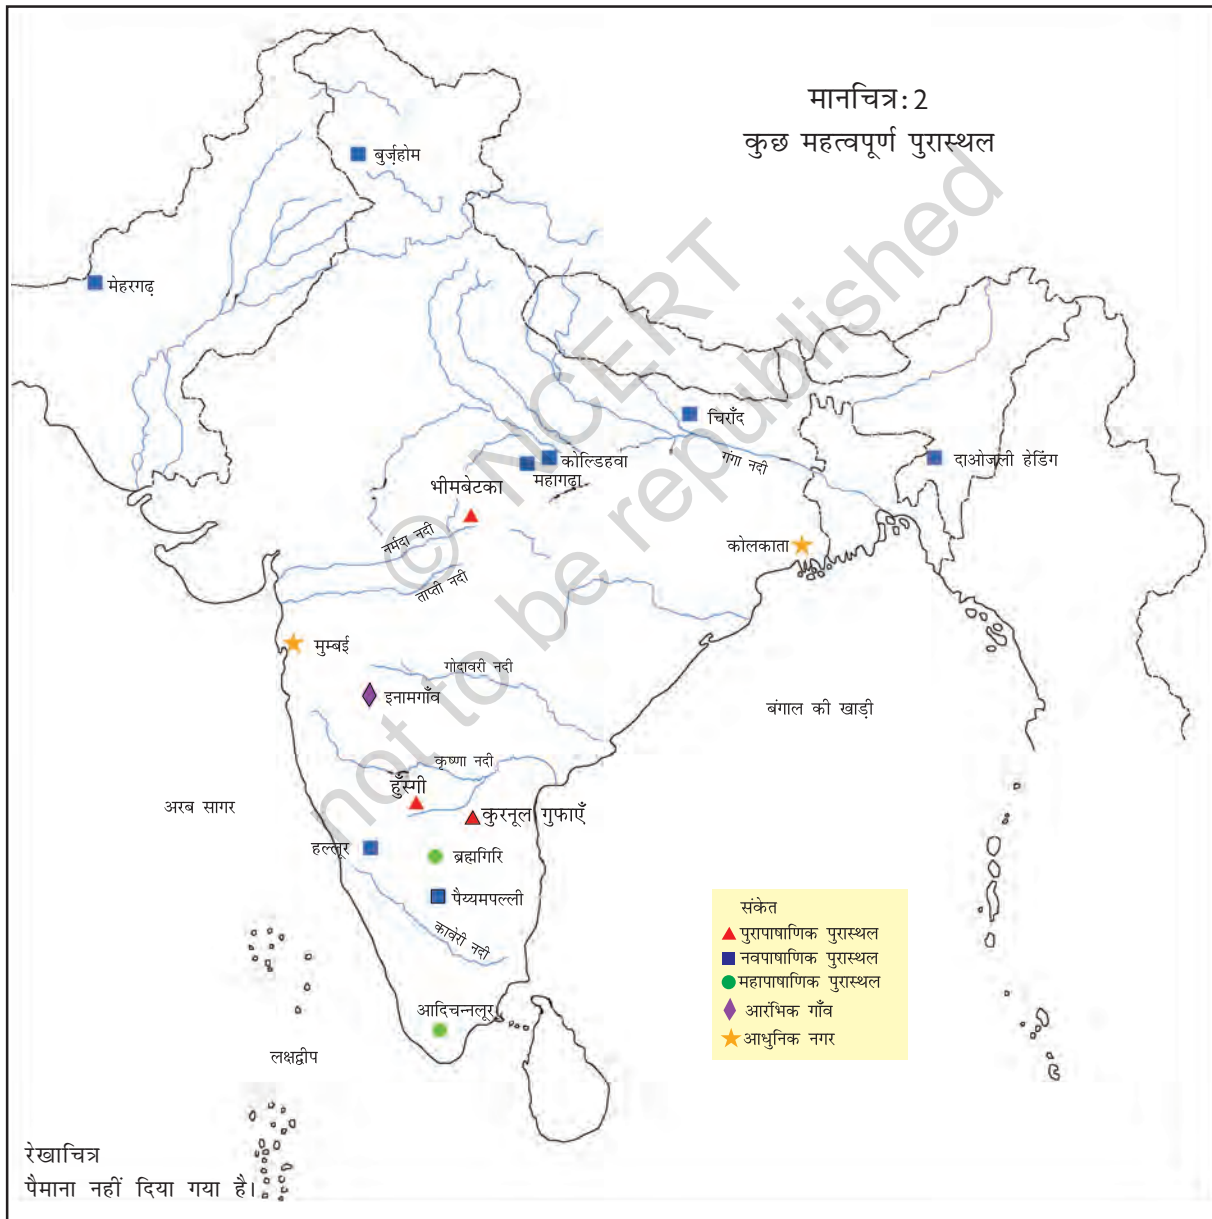 मानचित्र: 2
कुछ महत्वपूर्ण पुरास्थल
बुर्ज़होम
मेहरगढ़
चिराँद
गंगा नदी
कोल्डिहवा
महागढ़ा
दाओजली हेडिंग
भीमबेटका
नर्मदा नदी
ताप्ती नदी
कोलकाता
मुम्बई
गोदावरी नदी
इनामगाँव
बंगाल की खाड़ी
कृष्णा नदी
हुँस्गी
अरब सागर
कुरनूल गुफाएँ
हल्लूर
ब्रह्मगिरि
पैय्यमपल्ली
कावेरी नदी
आदिचन्नलूर
लक्षद्वीप
संकेत
पुरापाषाणिक पुरास्थल
नवपाषाणिक पुरास्थल
महापाषाणिक पुरास्थल
आरंभिक गाँव
आधुनिक नगर
रेखाचित्र
पैमाना नहीं दिया गया है।
© NCERT
not to be republished